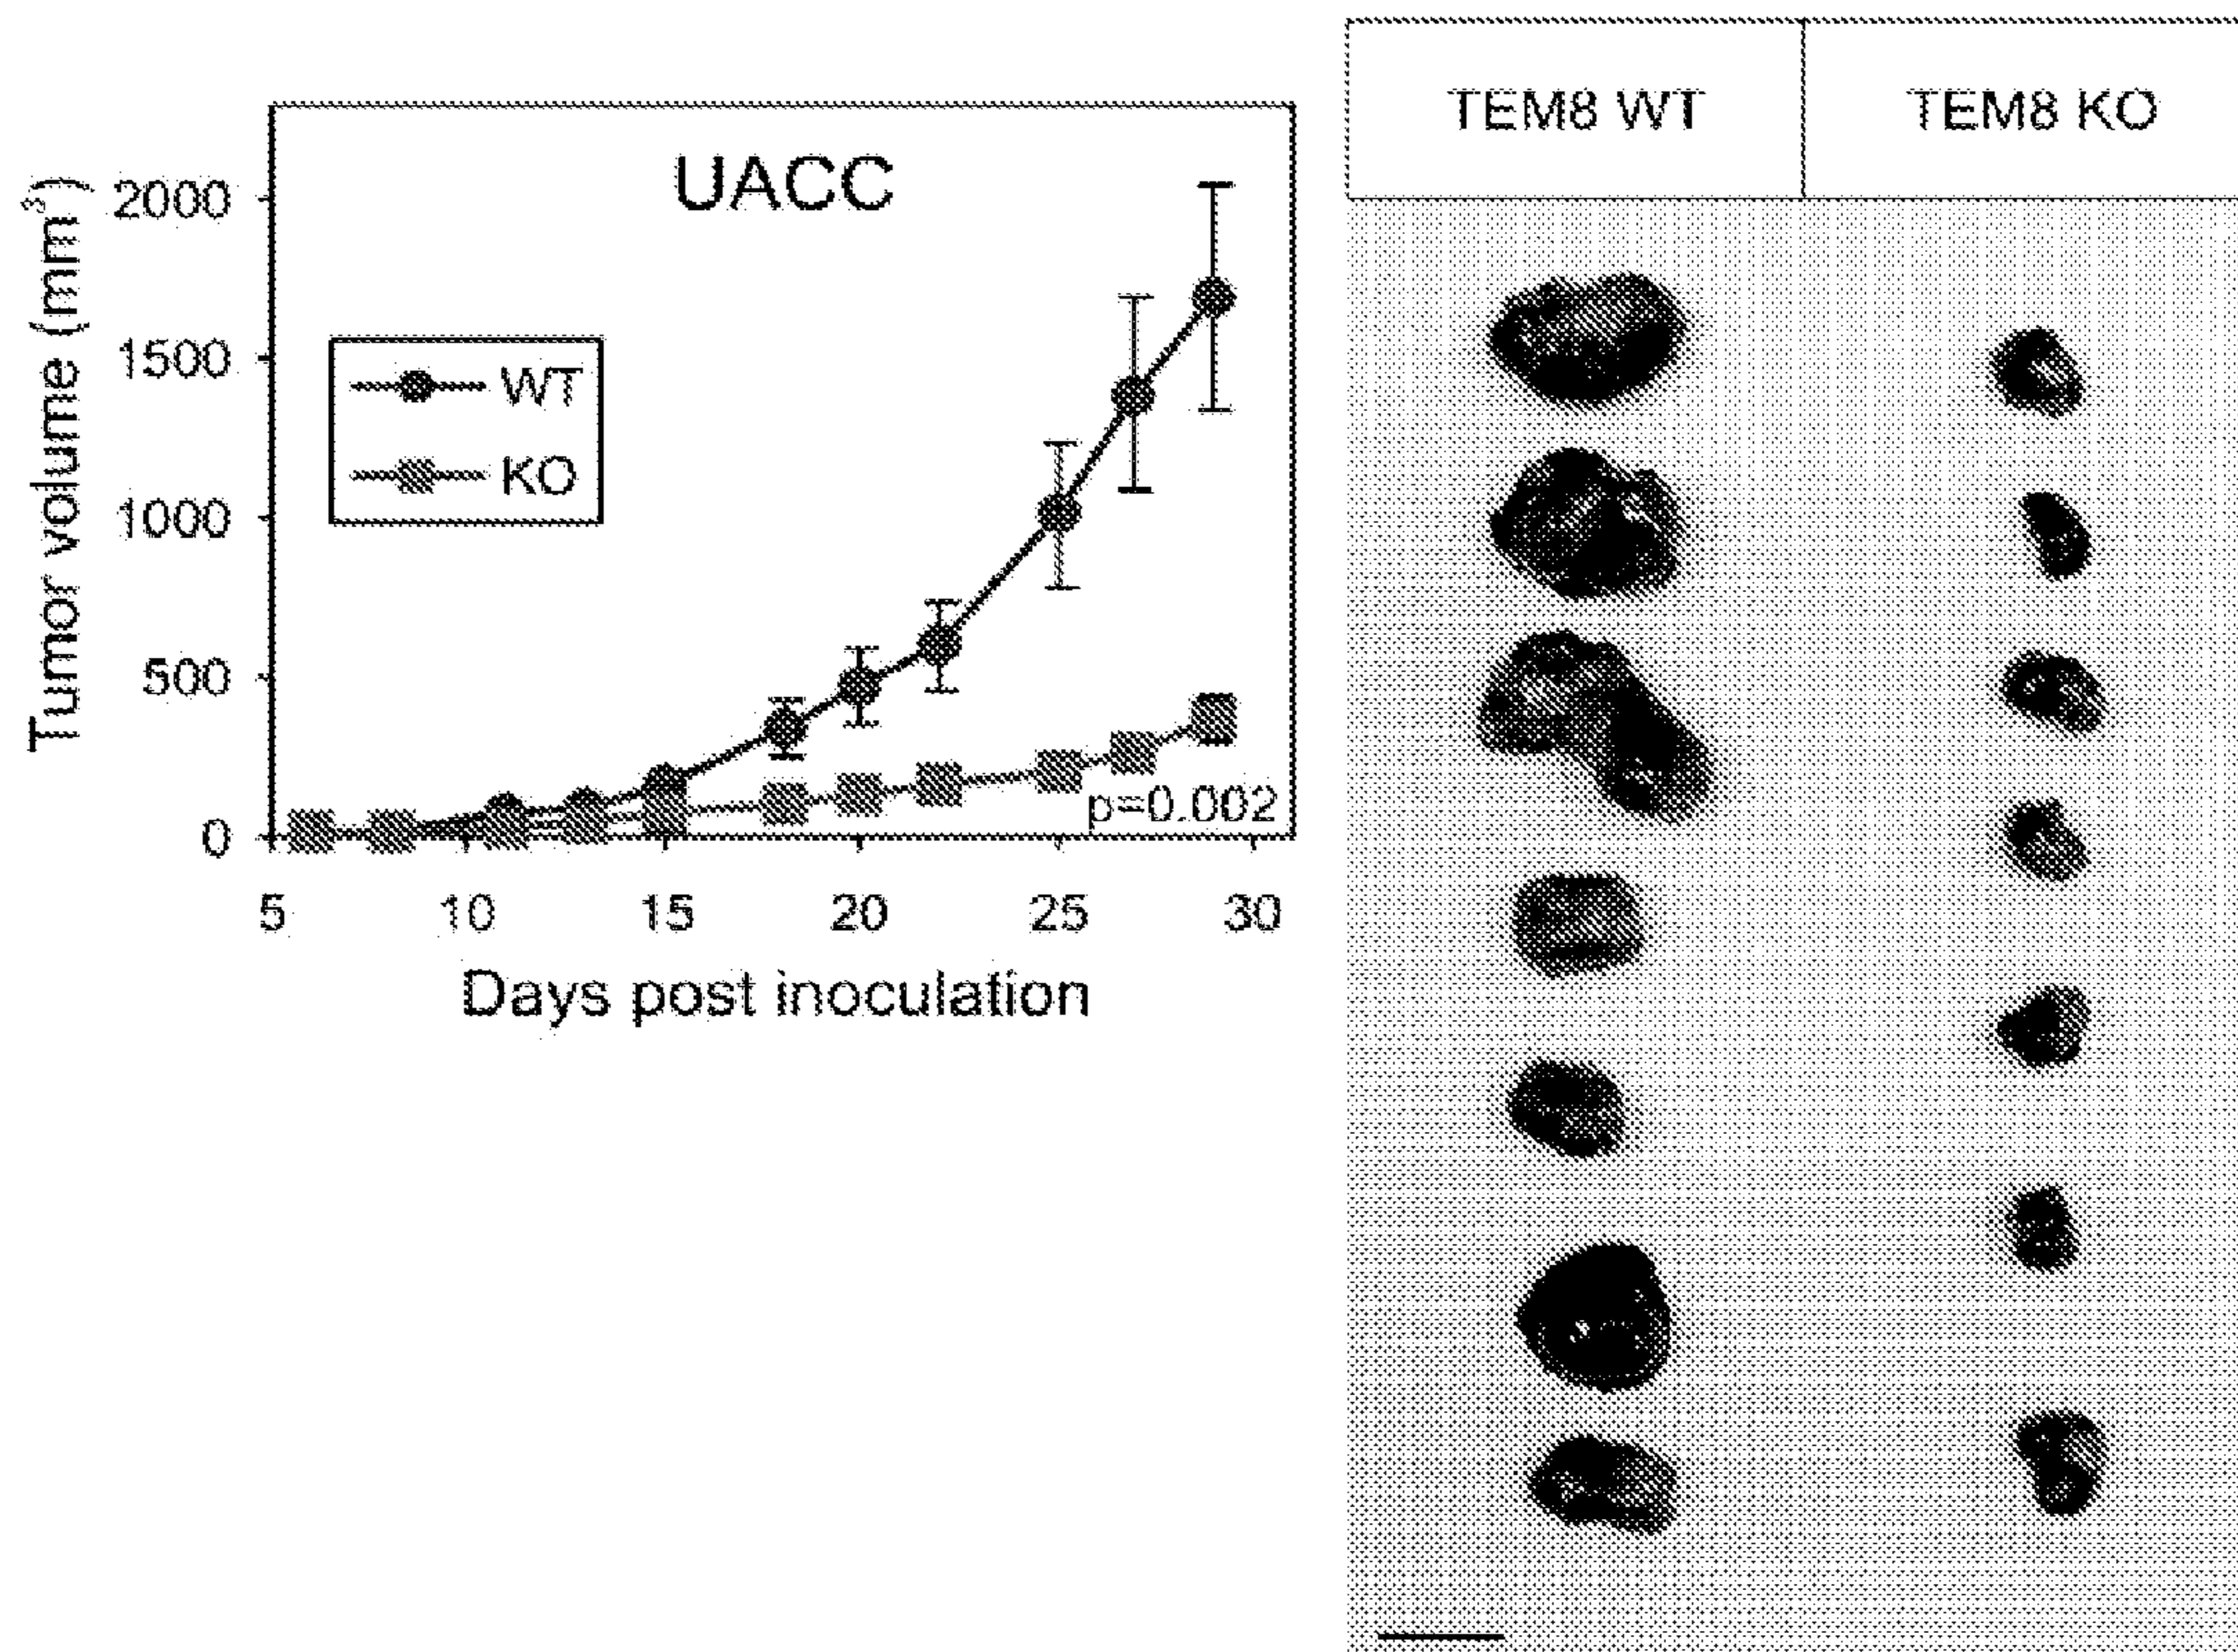 UACC
Tumor volume (mm³)
2000
1500
1000
500
0
WT
KO
p=0.002
5 10 15 20 25 30
Days post inoculation
TEM8 WT TEM8 KO